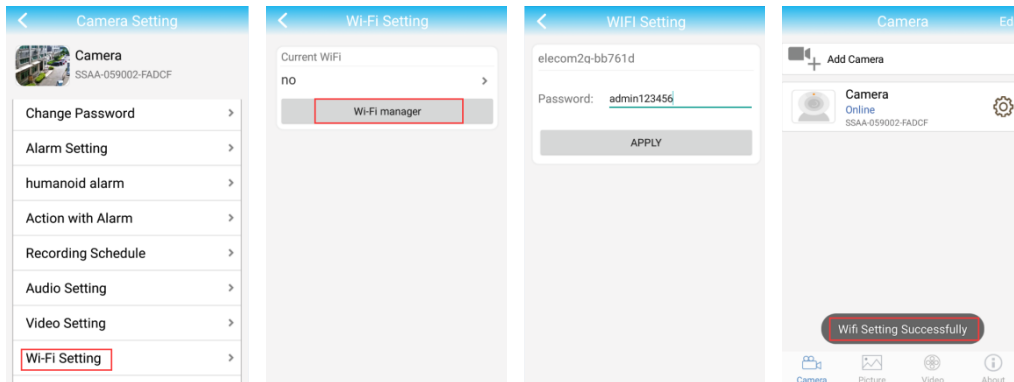 Camera Setting
Camera
SSAA-059002-FADCF
Change Password
Alarm Setting
humanoid alarm
Action with Alarm
Recording Schedule
Audio Setting
Video Setting
Wi-Fi Setting
Wi-Fi Setting
Current WiFi
no
Wi-Fi manager
WIFI Setting
elecom2g-bb761d
Password: admin123456
APPLY
Camera Ed
Add Camera
Camera
Online
SSAA-059002-FADCF
Wifi Setting Successfully
Camera Picture Video About